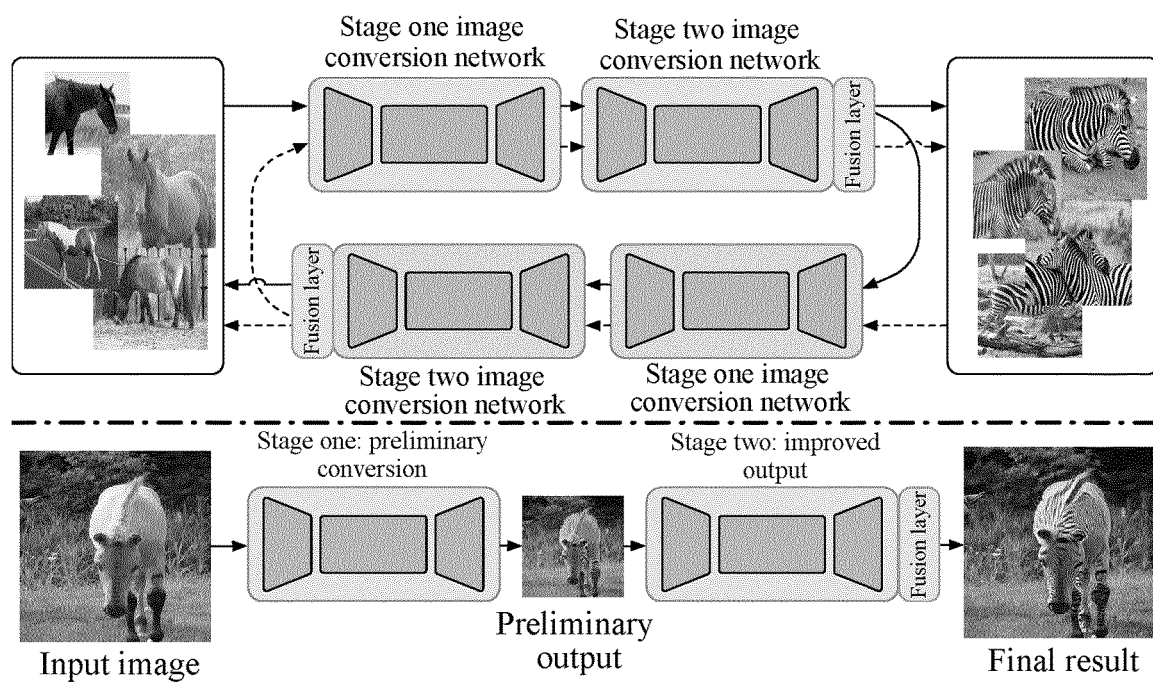 Stage one image
conversion network
Stage two image
conversion network
Fusion layer
Fusion layer
Stage two image
conversion network
Stage one image
conversion network
Stage one: preliminary
conversion
Stage two: improved
output
Fusion layer
Input image
Preliminary
output
Final result